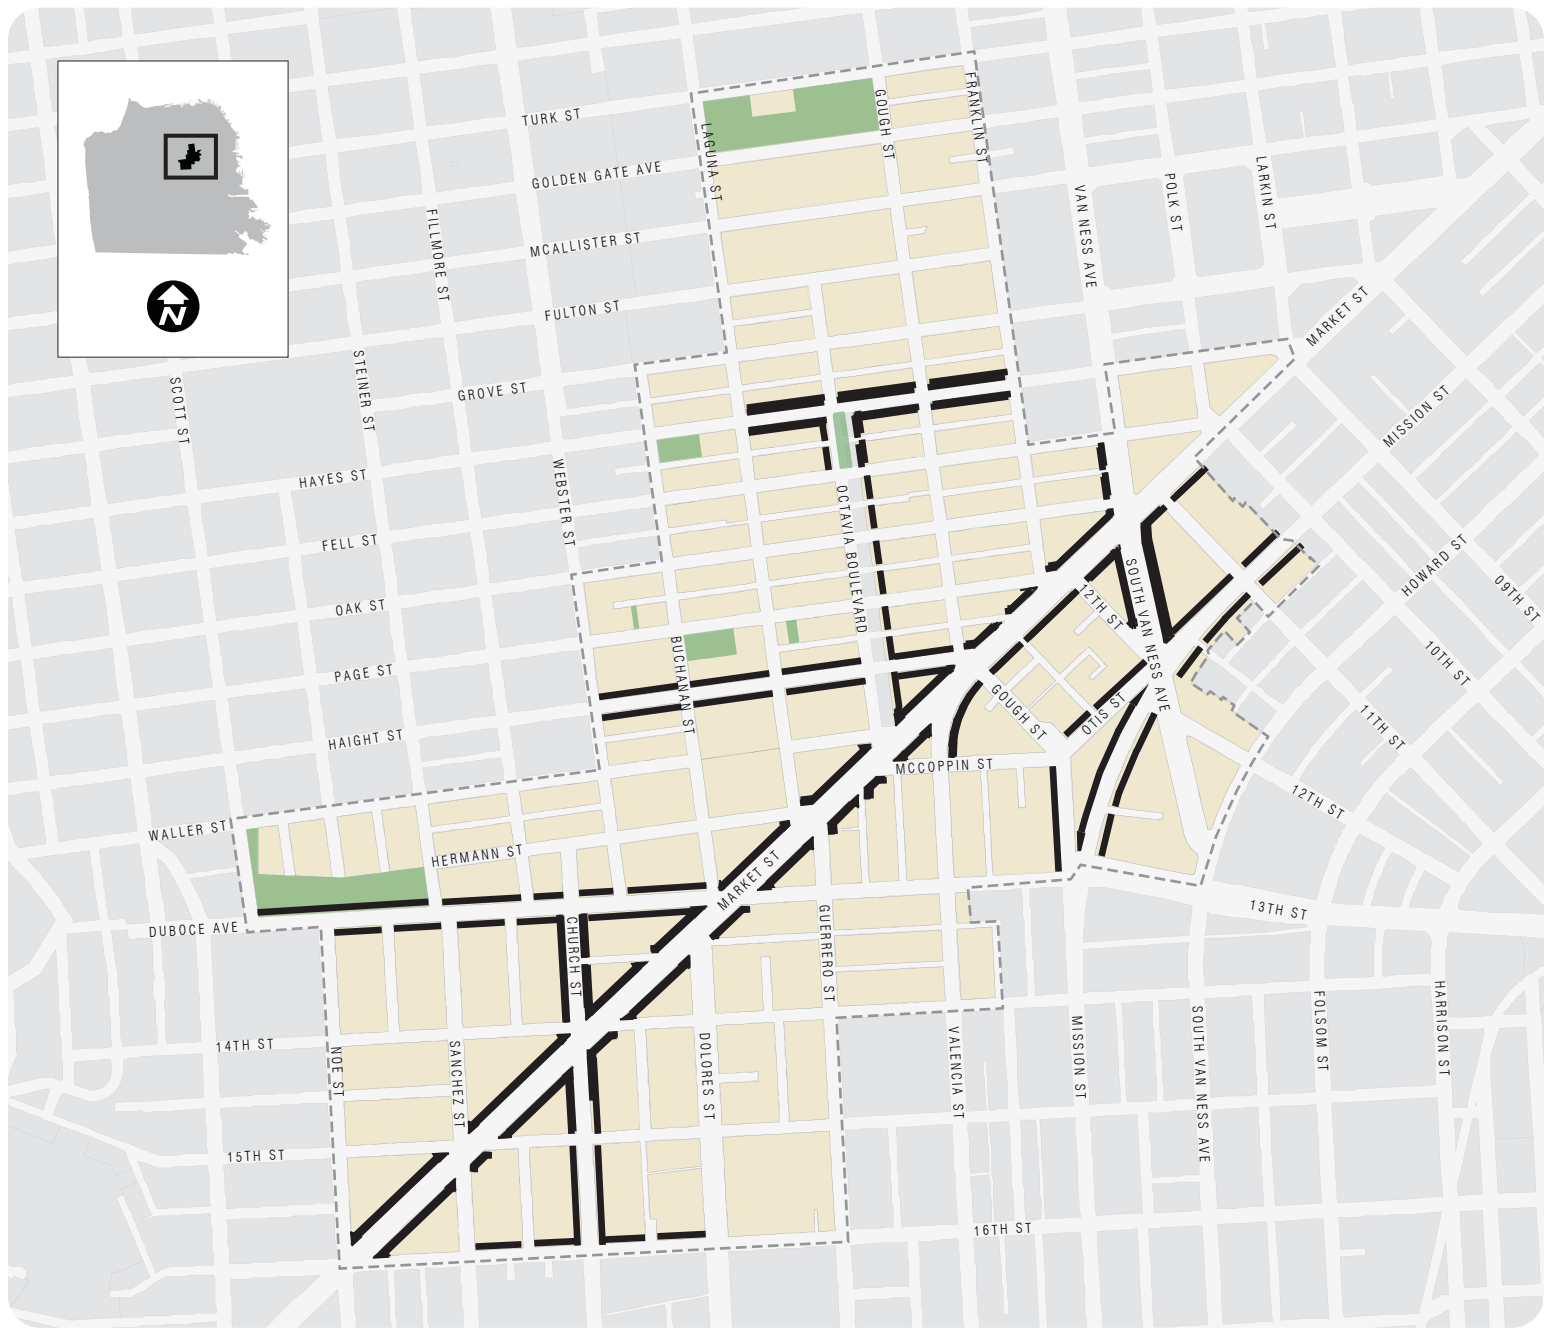 TURK ST
GOLDEN GATE AVE
MCALLISTER ST
FULTON ST
GROVE ST
HAYES ST
FELL ST
OAK ST
PAGE ST
HAIGHT ST
WALLER ST
HERMANN ST
DUBOCE AVE
14TH ST
15TH ST
16TH ST
SCOTT ST
STEINER ST
FILLMORE ST
WEBSTER ST
LAGUNA ST
GOUGH ST
FRANKLIN ST
VAN NESS AVE
POLK ST
LARKIN ST
MARKET ST
MISSION ST
HOWARD ST
09TH ST
10TH ST
11TH ST
12TH ST
13TH ST
OCTAVIA BOULEVARD
BUCHANAN ST
SOUTH VAN NESS AVE
12TH ST
GOUGH ST
OTIS ST
MCCOPPIN ST
MARKET ST
CHURCH ST
GUERRERO ST
NOE ST
SANCHEZ ST
DOLORES ST
VALENCIA ST
MISSION ST
SOUTH VAN NESS AVE
FOLSOM ST
HARRISON ST
N